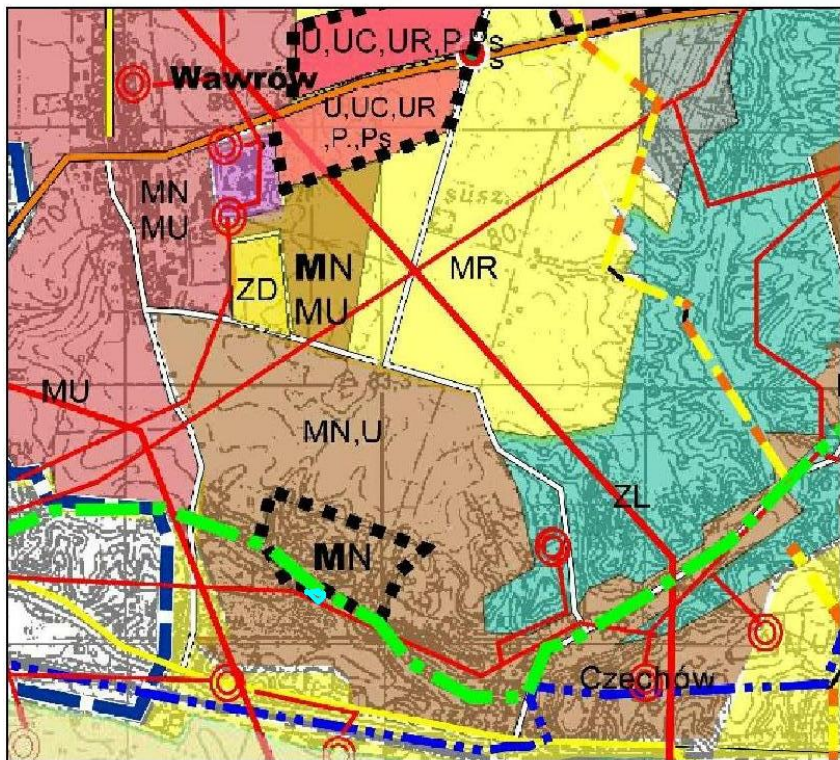 U,UC,UR,P,Ps
Wawrów
U,UC,UR
,P.,Ps
MN
MU
MR
ZD
MN
MU
MU
MN,U
ZL
MN
Czechów